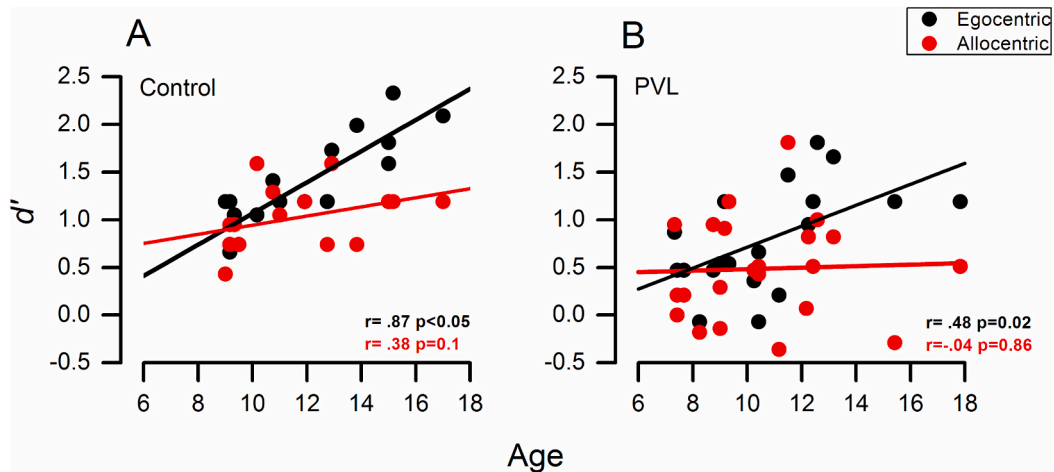 Egocentric
Allocentric
A
B
Control
PVL
2.5
2.0
1.5
1.0
0.5
0.0
-0.5
d'
r= .87 p<0.05
r= .38 p=0.1
6 8 10 12 14 16 18
2.5
2.0
1.5
1.0
0.5
0.0
-0.5
r= .48 p=0.02
r=-.04 p=0.86
6 8 10 12 14 16 18
Age